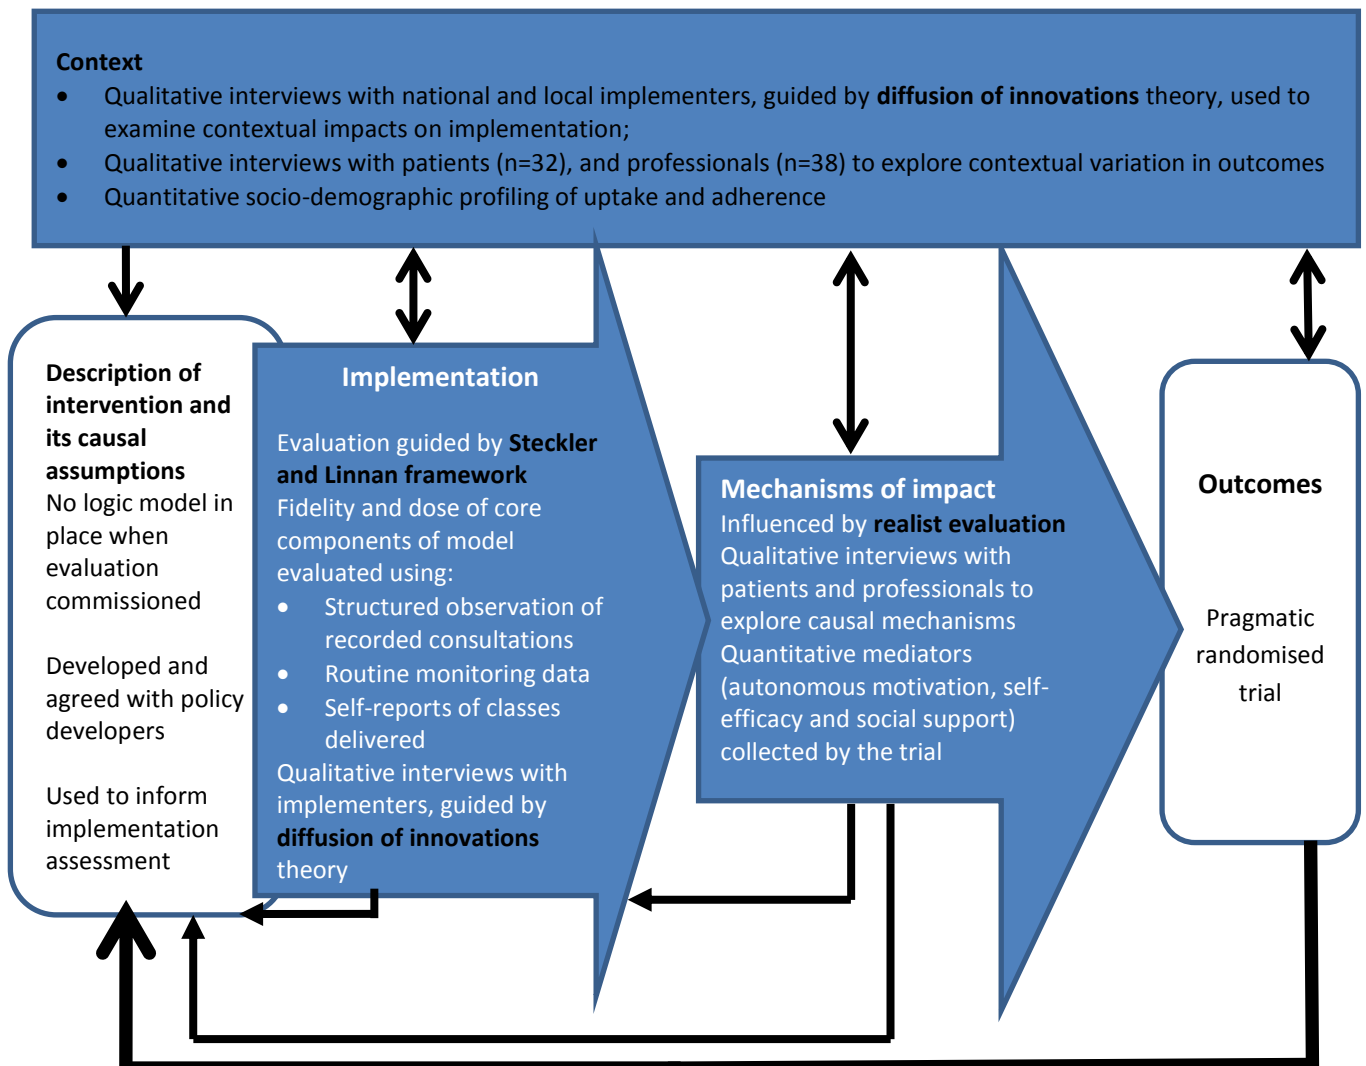 Context
• Qualitative interviews with national and local implementers, guided by diffusion of innovations theory, used to
examine contextual impacts on implementation;
• Qualitative interviews with patients (n=32), and professionals (n=38) to explore contextual variation in outcomes
• Quantitative socio-demographic profiling of uptake and adherence
Description of
intervention and
its causal
assumptions
No logic model in
place when
evaluation
commissioned
Developed and
agreed with policy
developers
Used to inform
implementation
assessment
Implementation
Evaluation guided by Steckler
and Linnan framework
Fidelity and dose of core
components of model
evaluated using:
• Structured observation of
recorded consultations
• Routine monitoring data
• Self-reports of classes
delivered
Qualitative interviews with
implementers, guided by
diffusion of innovations
theory
Mechanisms of impact
Influenced by realist evaluation
Qualitative interviews with
patients and professionals to
explore causal mechanisms
Quantitative mediators
(autonomous motivation, self-
efficacy and social support)
collected by the trial
Outcomes
Pragmatic
randomised
trial